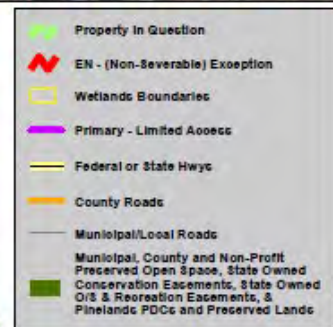 Property In Question
EN - (Non-Severable) Exception
Wetlands Boundaries
Primary - Limited Access
Federal or State Hwys
County Roads
Municipal/Local Roads
Municipal, County and Non-Profit
Preserved Open Space, State Owned
Conservation Easements, State Owned
O/S & Recreation Easements, &
Pinelands PDCs and Preserved Lands